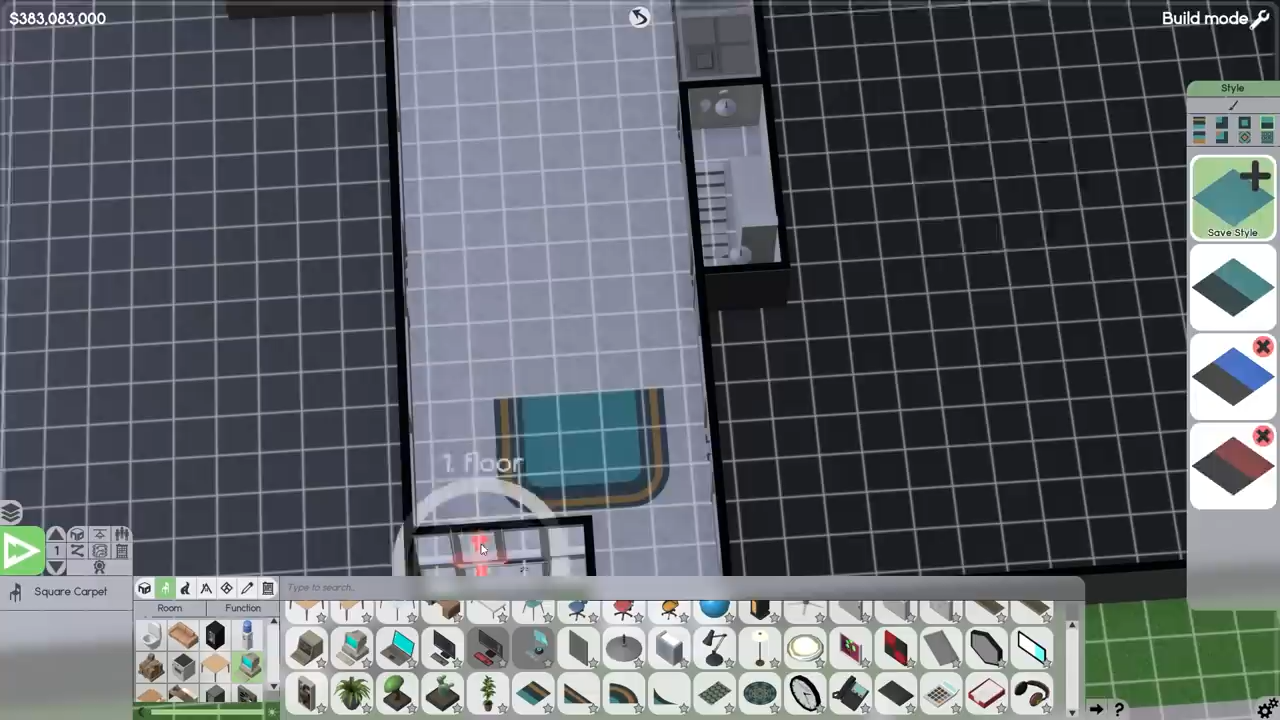 $383,083,000
Build mode
Style
Save Style
1. floor
1
Square Carpet
Type to search..
Room
Function
?